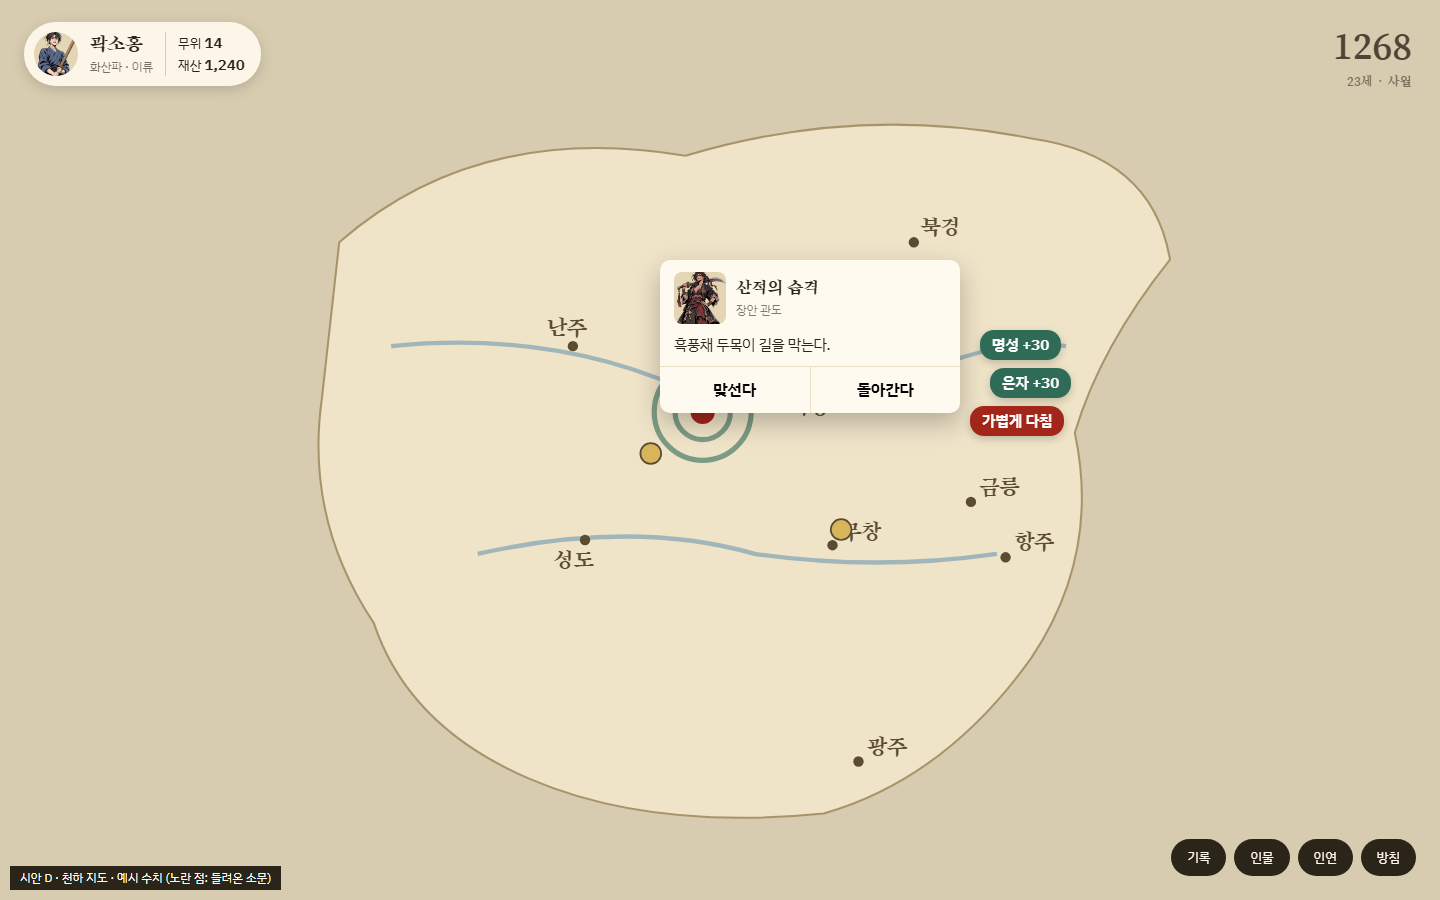 곽소홍
화산파 · 이류
무위 14
재산 1,240
1268
23세 · 사월
북경
난주
산적의 습격
장안 관도
흑풍채 두목이 길을 막는다.
맞선다
돌아간다
명성 +30
은자 +30
가볍게 다침
금릉
항주
성도
광주
기록
인물
인연
방침
시안 D · 천하 지도 · 예시 수치 (노란 점: 들려온 소문)